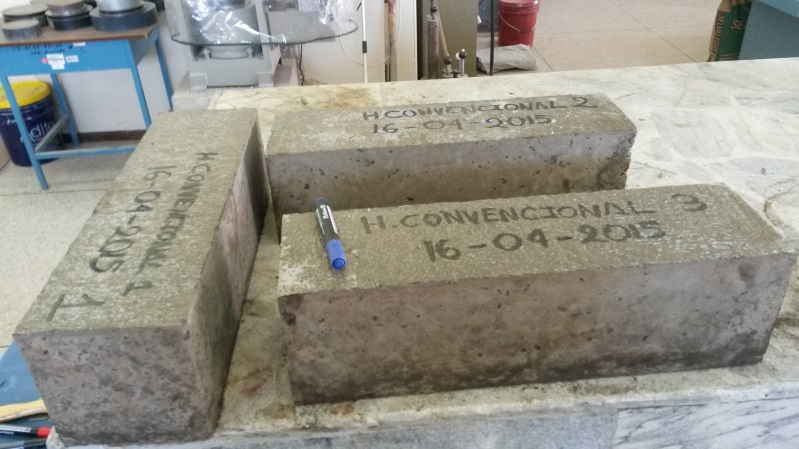 H. CONVENCIONAL 1
16-04-2015
1
H. CONVENCIONAL 2
16-04-2015
H. CONVENCIONAL 3
16-04-2015